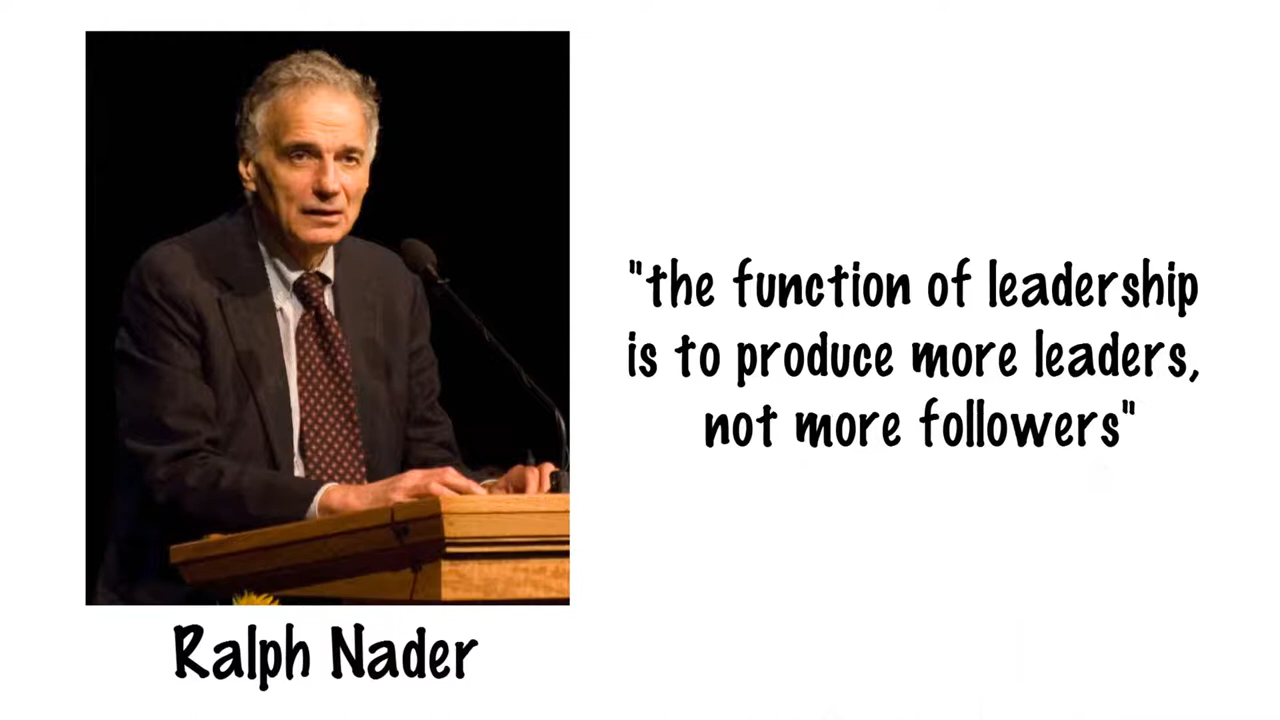 "the function of leadership
is to produce more leaders,
not more followers"
Ralph Nader